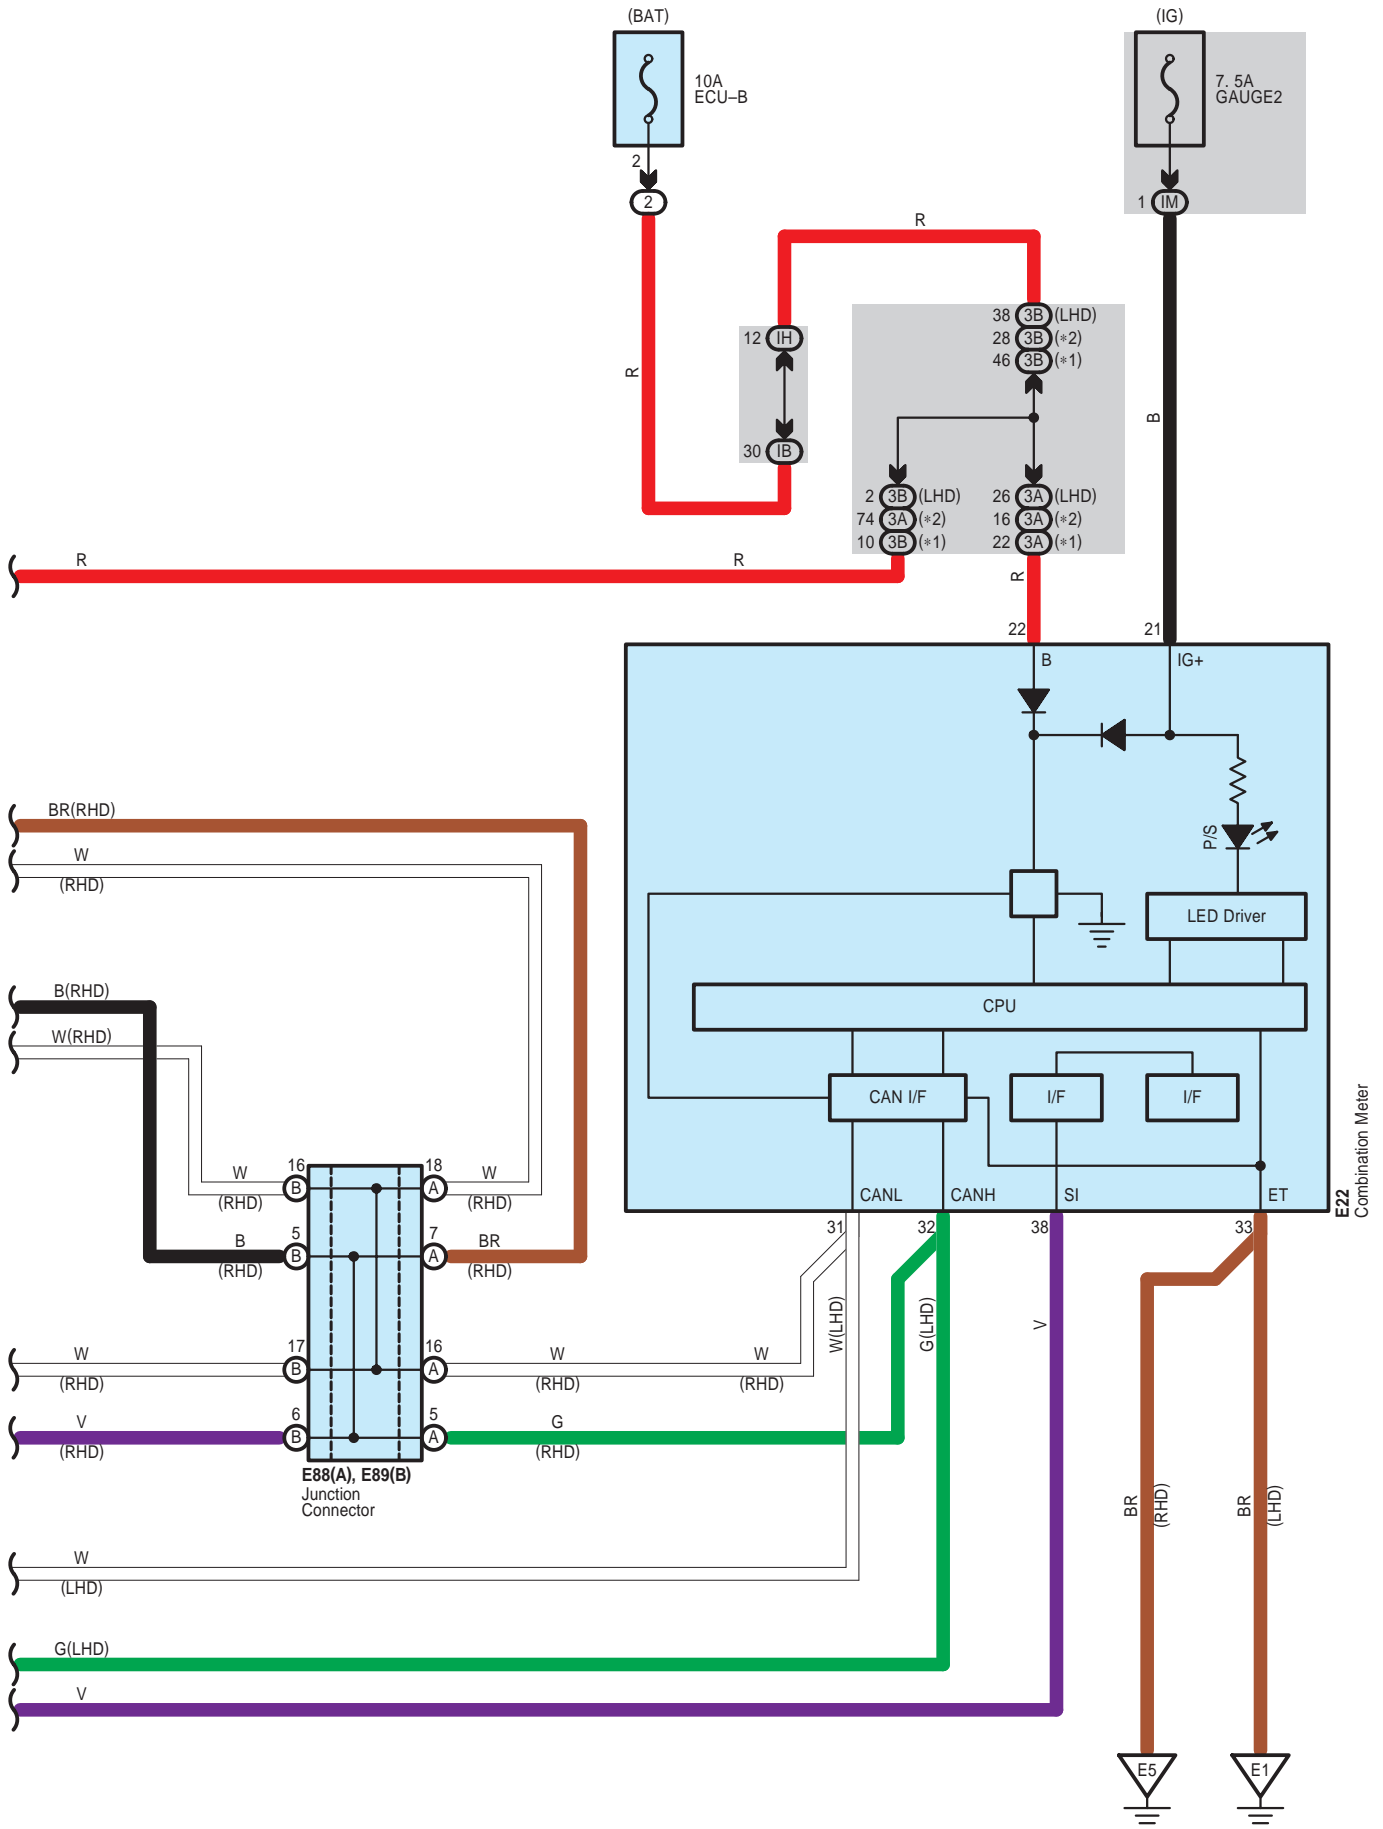 (BAT)
(IG)
10A
ECU–B
7. 5A
GAUGE2
2
2
1 IM
R
38 3B (LHD)
28 3B (∗2)
46 3B (∗1)
12 IH
R
B
30 IB
2 3B (LHD)
74 3A (∗2)
10 3B (∗1)
26 3A (LHD)
16 3A (∗2)
22 3A (∗1)
R
R
R
22
21
B
IG+
P/S
LED Driver
CPU
CAN I/F
I/F
I/F
CANL
CANH
SI
ET
E22
Combination Meter
31
32
38
33
BR(RHD)
W
(RHD)
B(RHD)
W(RHD)
W
(RHD)
16
B
18
A
W
(RHD)
B
(RHD)
5
B
7
A
BR
(RHD)
W(LHD)
G(LHD)
V
W
(RHD)
17
B
16
A
W
(RHD)
W
(RHD)
V
(RHD)
6
B
5
A
G
(RHD)
E88(A), E89(B)
Junction
Connector
BR
(RHD)
BR
(LHD)
W
(LHD)
G(LHD)
V
E5
E1